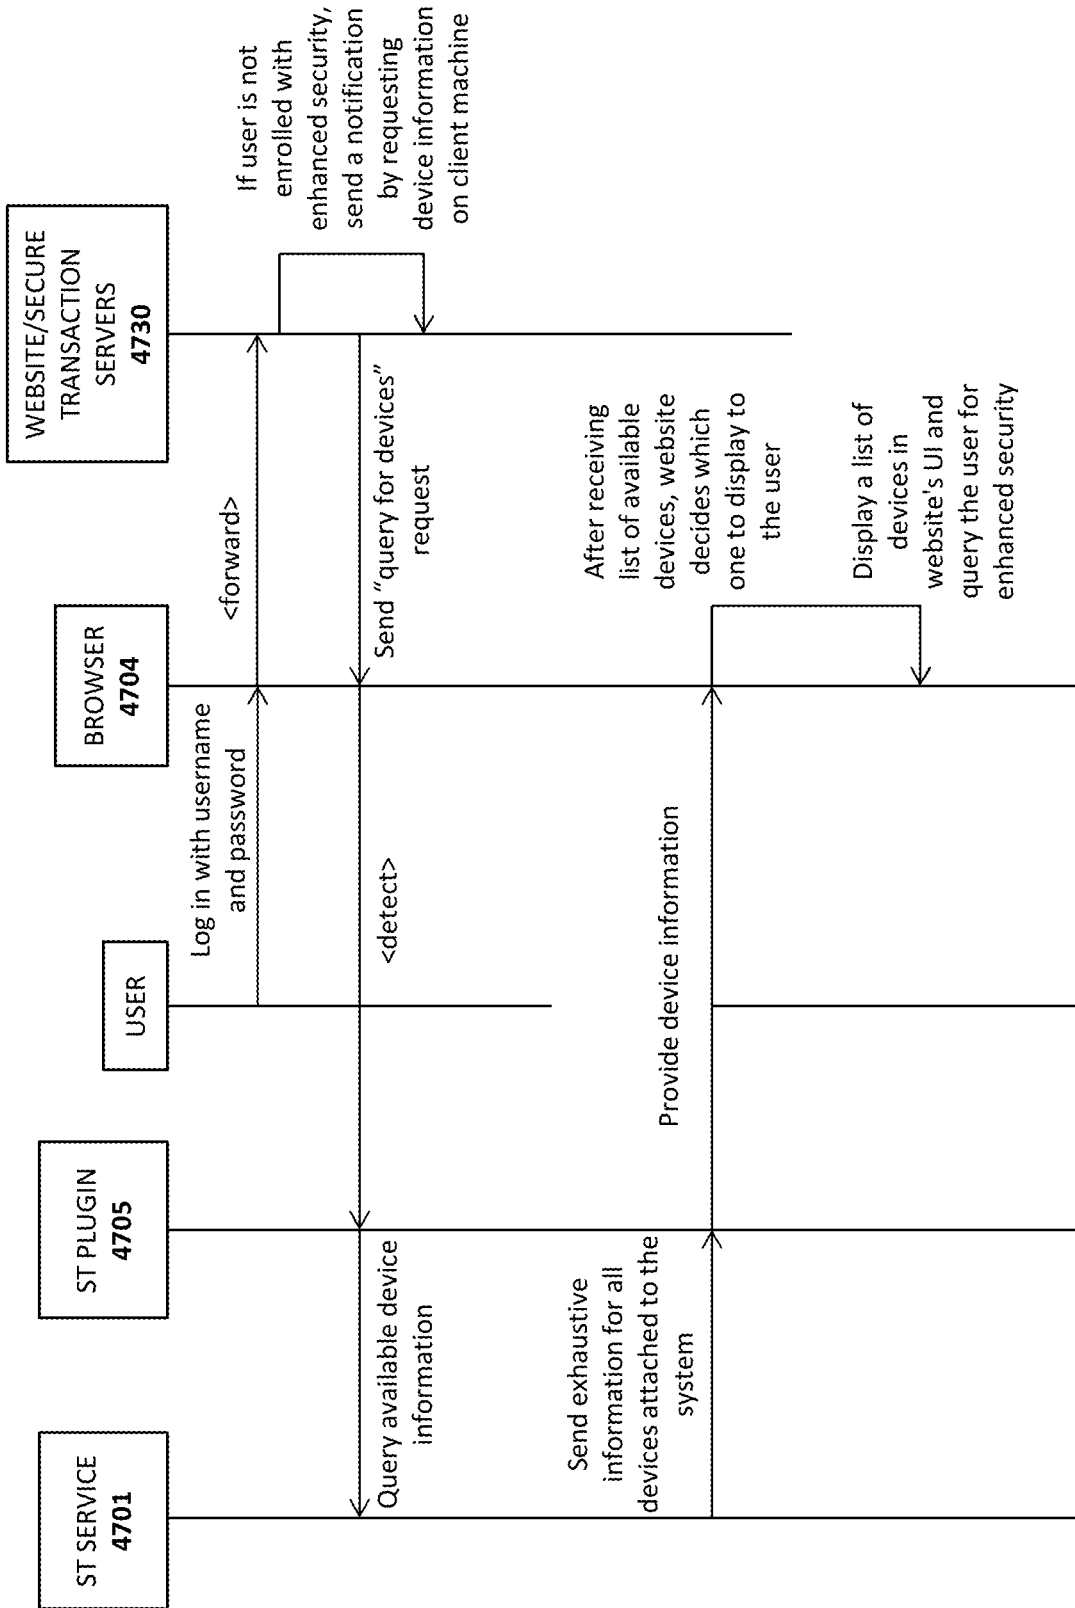 ST SERVICE
4701
ST PLUGIN
4705
USER
BROWSER
4704
WEBSITE/SECURE
TRANSACTION
SERVERS
4730
Log in with username
and password
<forward>
If user is not
enrolled with
enhanced security,
send a notification
by requesting
device information
on client machine
Send “query for devices”
request
<detect>
Query available device
information
Send exhaustive
information for all
devices attached to the
system
Provide device information
After receiving
list of available
devices, website
decides which
one to display to
the user
Display a list of
devices in
website's UI and
query the user for
enhanced security